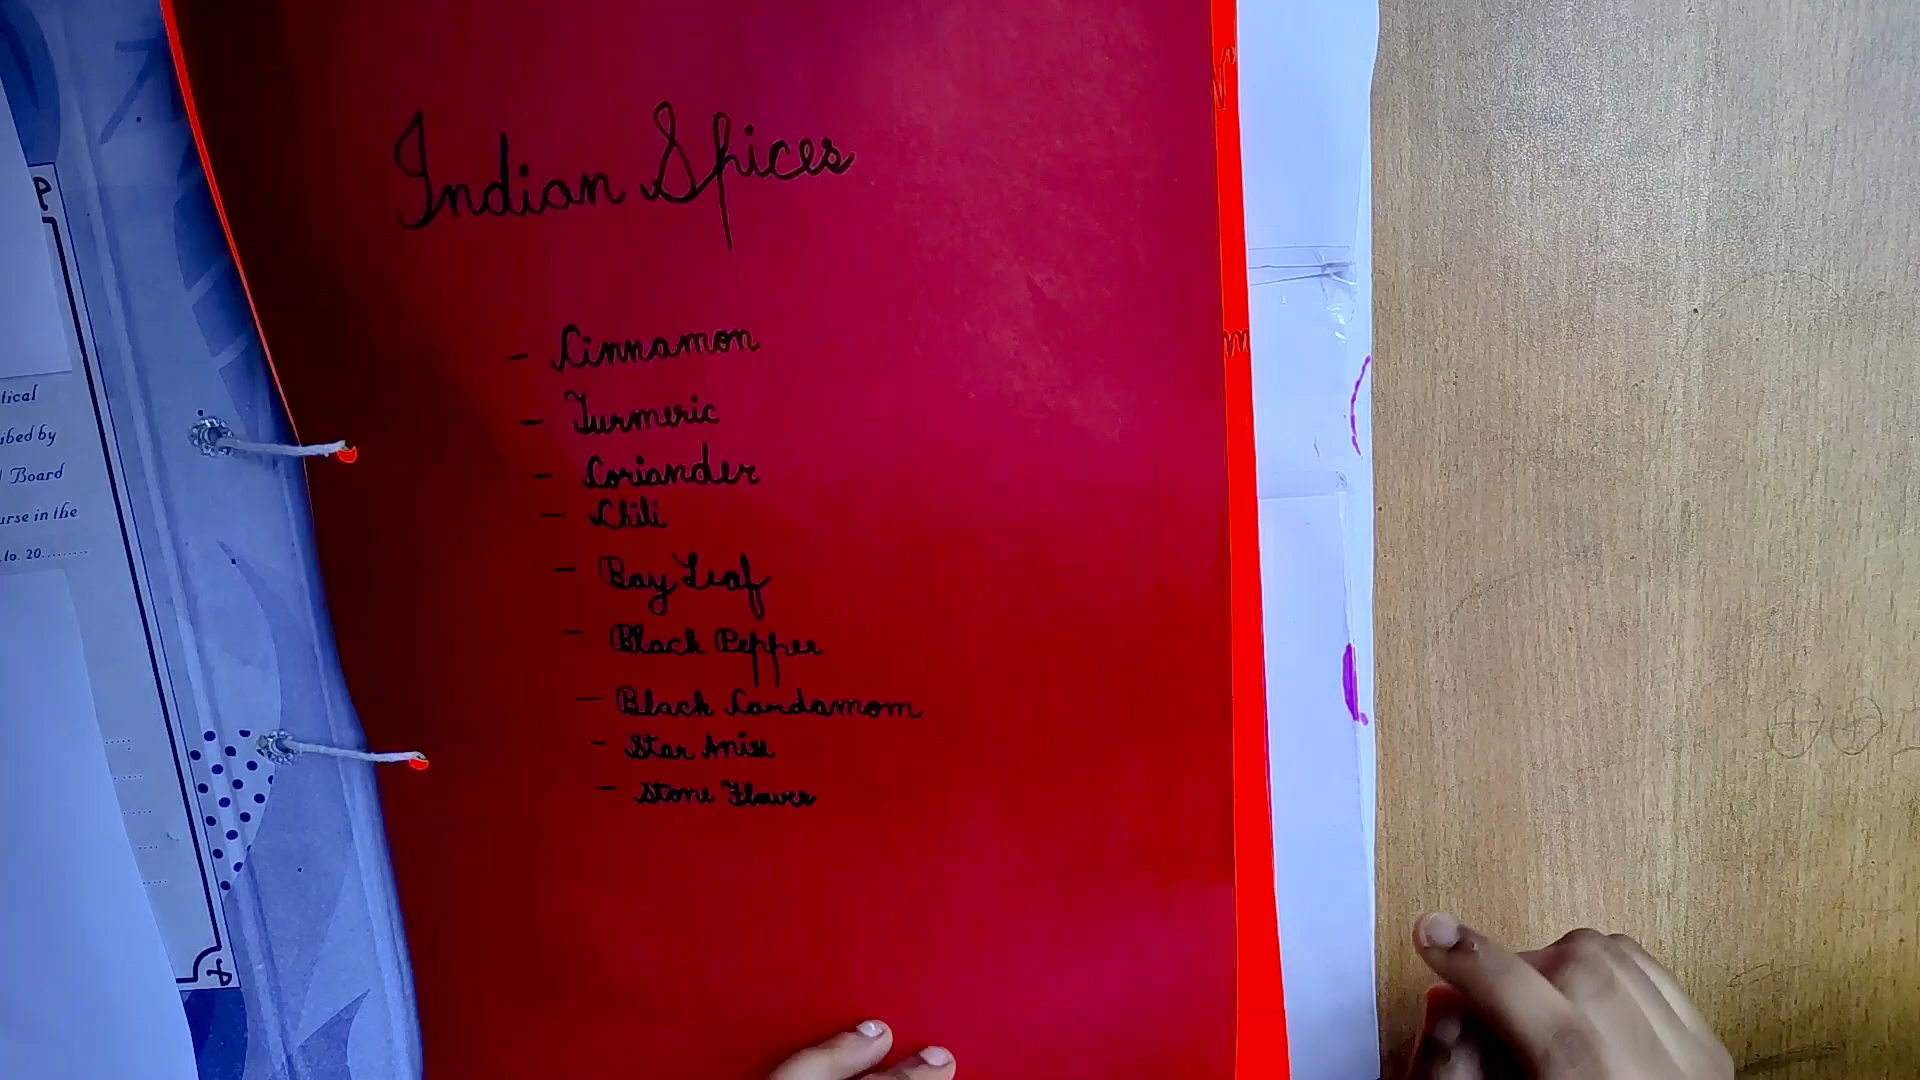 tical
ibed by
Board
urse in the
to. 20.........
Indian Spices
- Cinnamon
- Turmeric
- Coriander
- Chili
- Bay Leaf
- Black Pepper
- Black Cardamom
- Star Anise
- Stone Flower